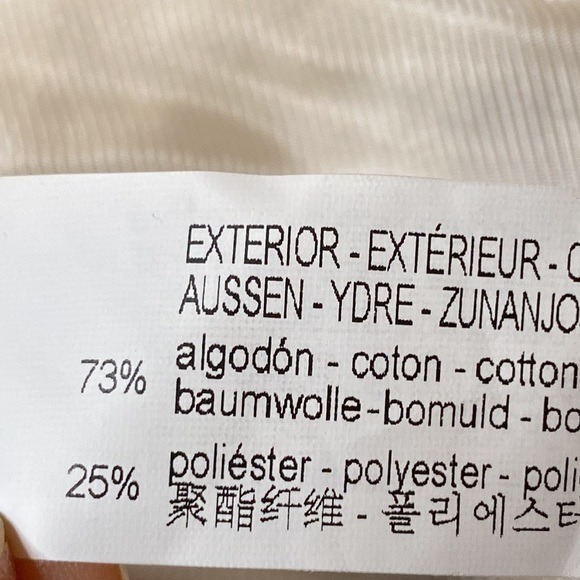 EXTERIOR - EXTÉRIEUR -
AUSSEN - YDRE - ZUNANJO
73% algodón - coton - cotton
baumwolle-bomuld -
25% poliéster - polyester -
聚酯纤维 - 폴리에스터